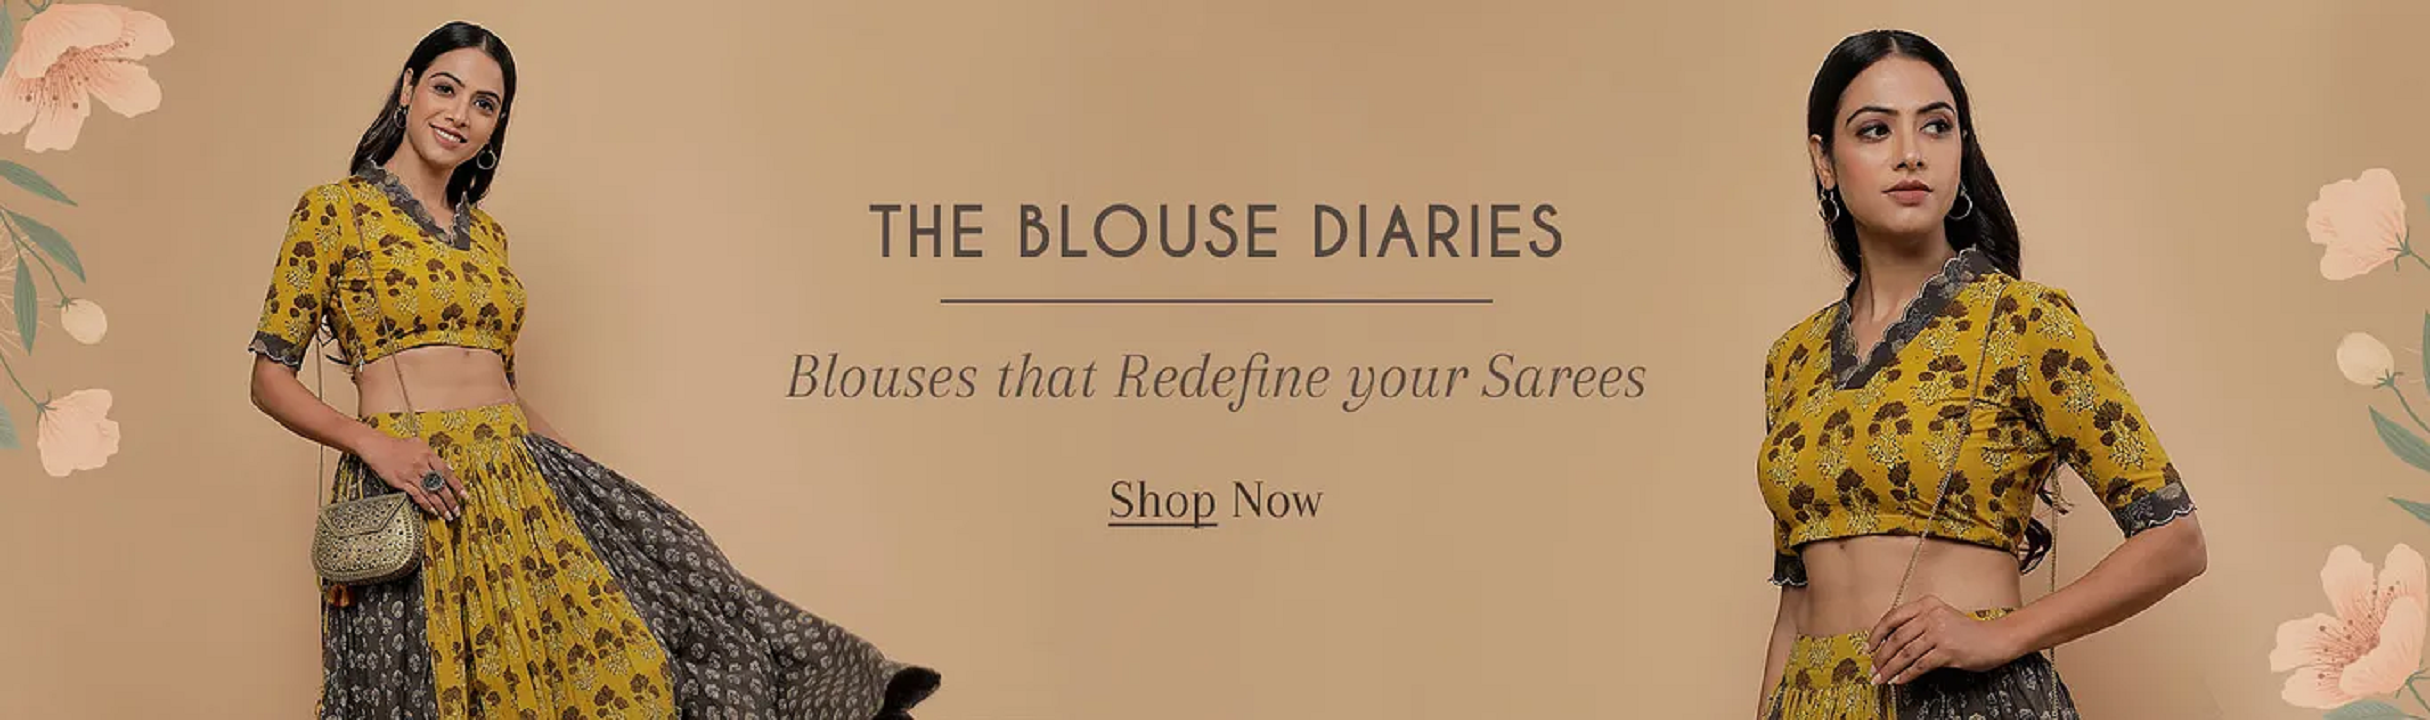 THE BLOUSE DIARIES
Blouses that Redefine your Sarees
Shop Now